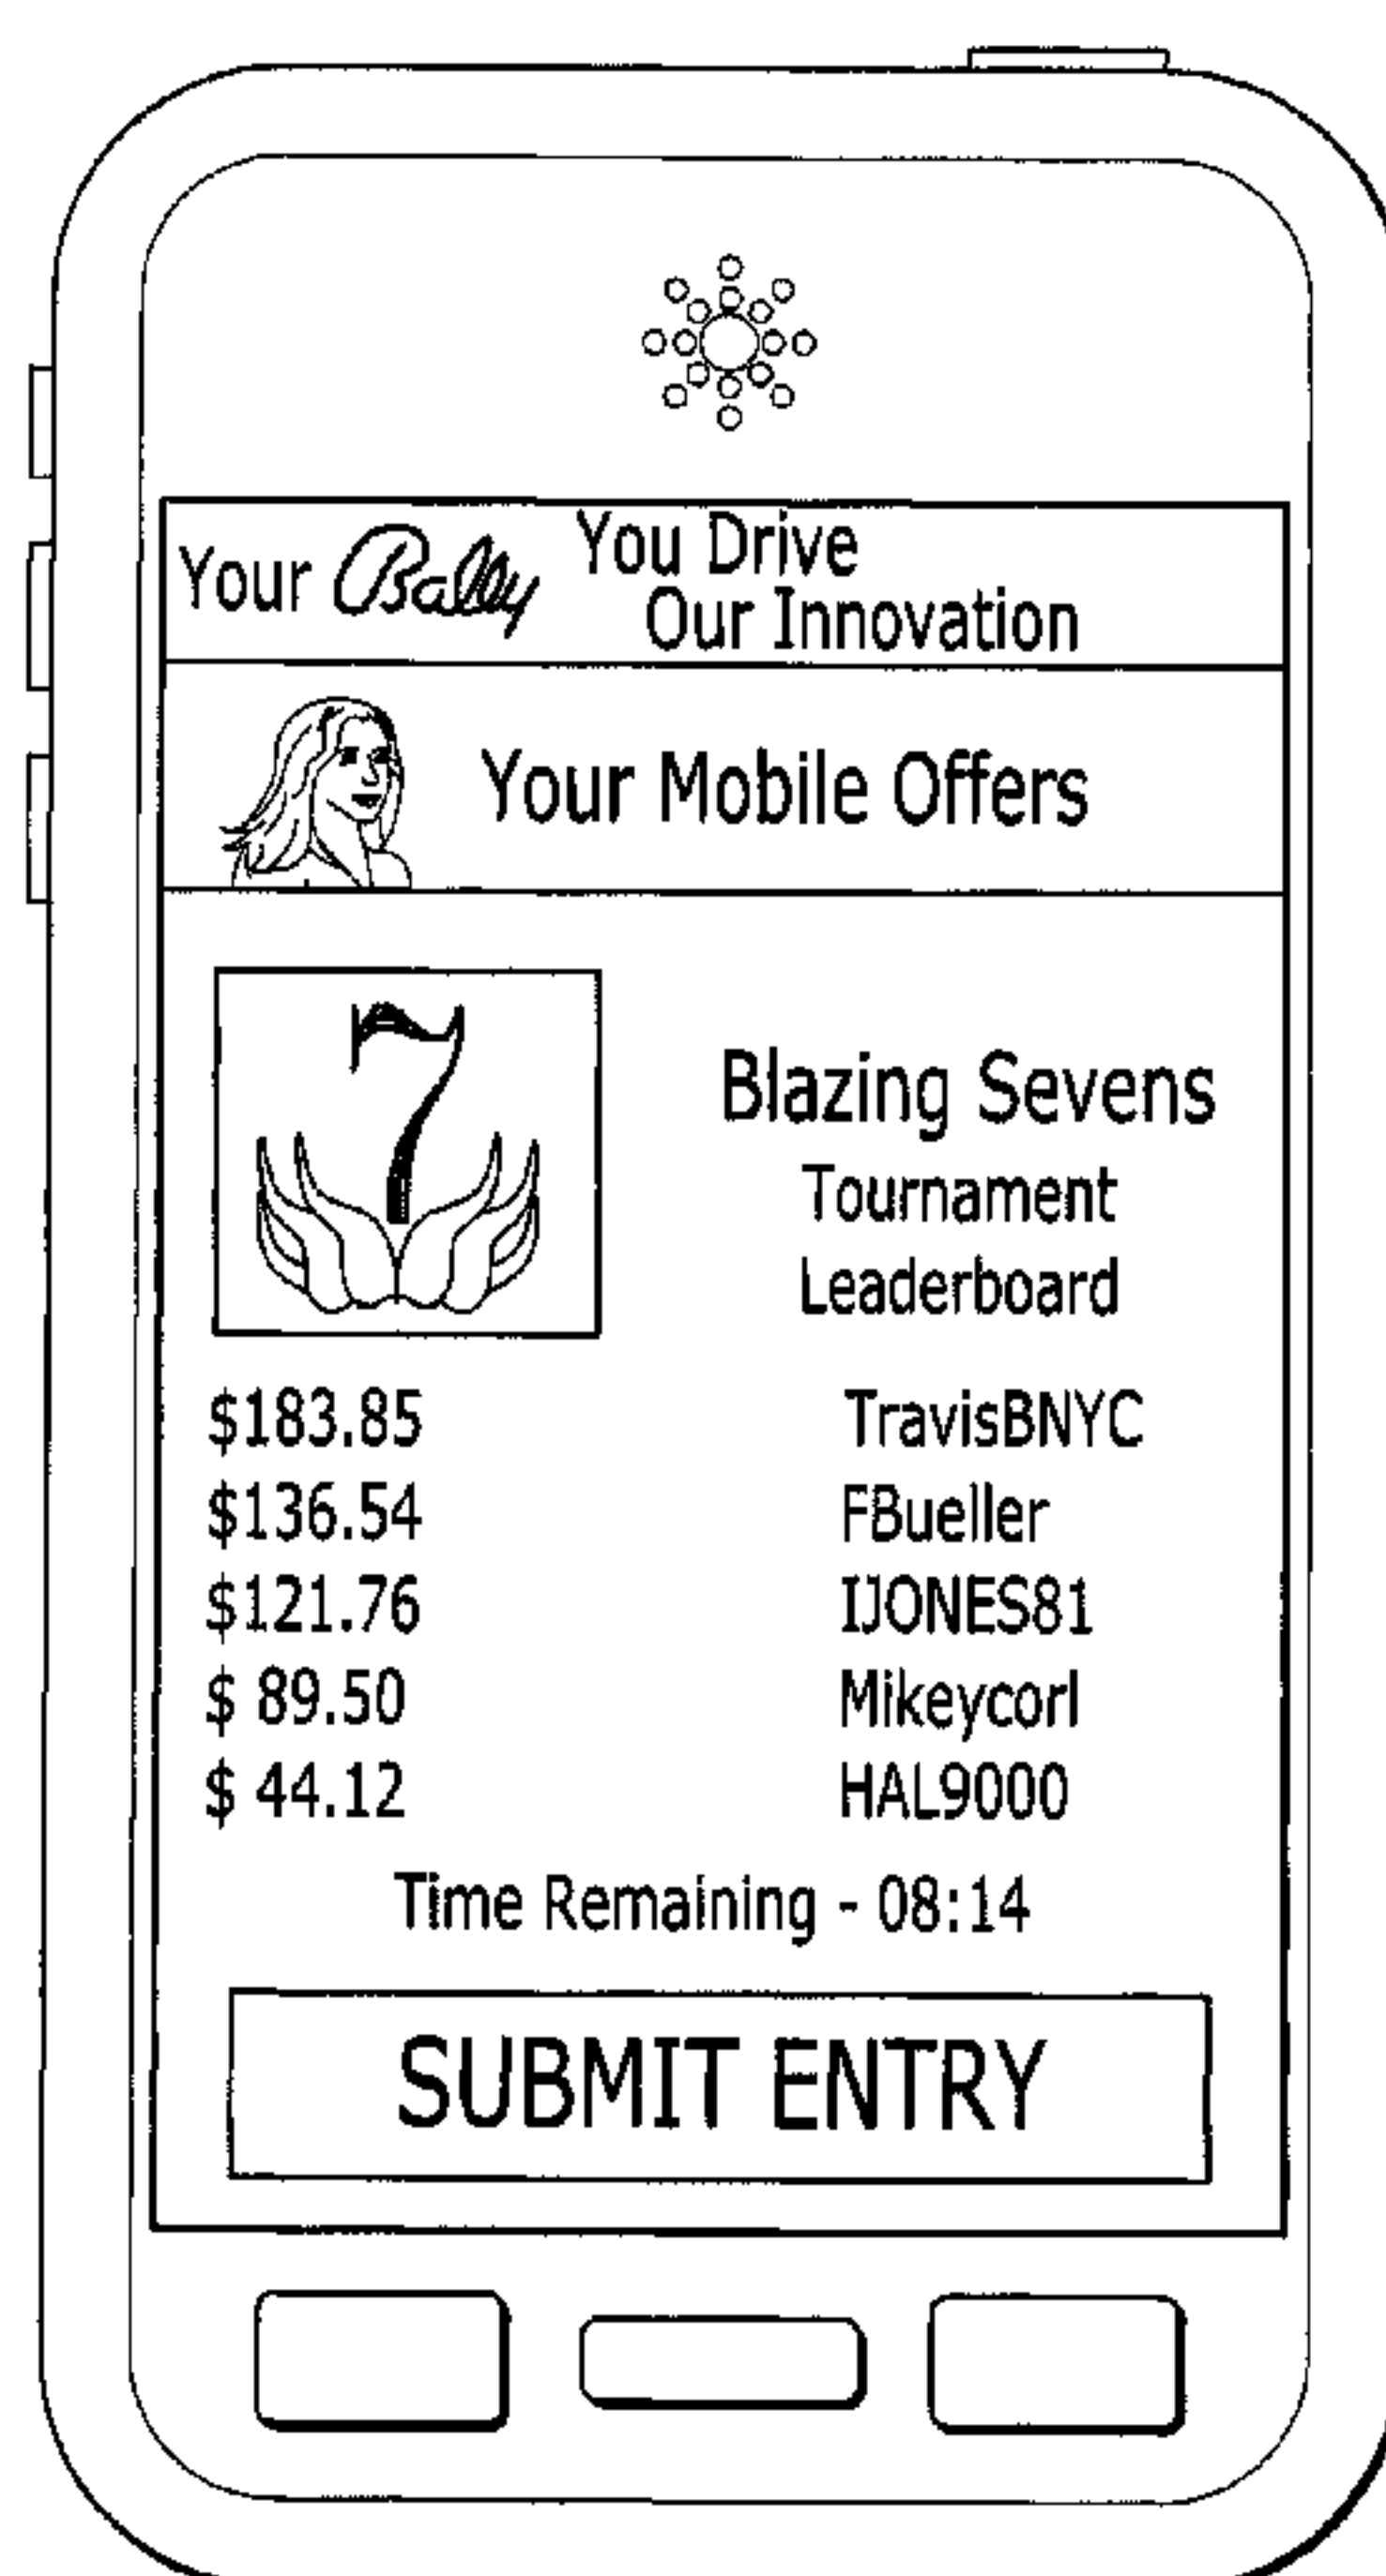 Your Bally You Drive
Our Innovation
Your Mobile Offers
7
Blazing Sevens
Tournament
Leaderboard
$183.85 TravisBNYC
$136.54 FBueller
$121.76 IJONES81
$ 89.50 Mikeycorl
$ 44.12 HAL9000
Time Remaining - 08:14
SUBMIT ENTRY